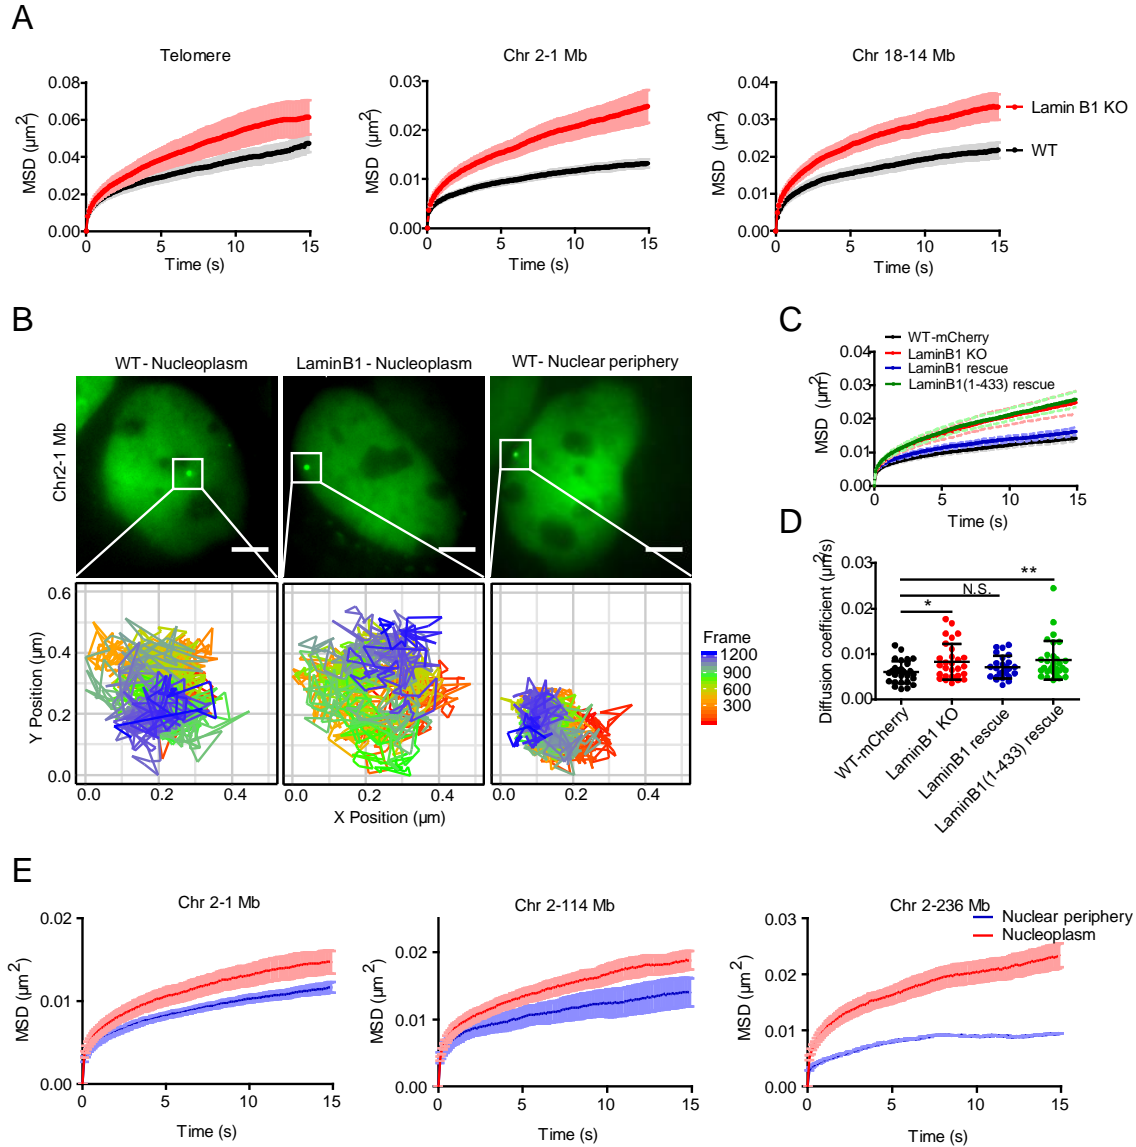 A
Telomere
Chr 2-1 Mb
Chr 18-14 Mb
MSD (µm2)
0.08
0.06
0.04
0.02
0.00
0
5
10
15
Time (s)
MSD (µm2)
0.03
0.02
0.01
0.00
0
5
10
15
Time (s)
MSD (µm2)
0.04
0.03
0.02
0.01
0.00
5
10
15
Time (s)
Lamin B1 KO
WT
B
WT- Nucleoplasm
LaminB1 - Nucleoplasm
WT- Nuclear periphery
Chr2-1 Mb
Y Position (µm)
0.6
0.4
0.2
0.0
0.0
0.2
0.4
0.0
0.2
0.4
0.0
0.2
0.4
X Position (µm)
Frame
1200
900
600
300
C
WT-mCherry
LaminB1 KO
LaminB1 rescue
LaminB1(1-433) rescue
MSD (µm2)
0.04
0.03
0.02
0.01
0.00
0
5
10
15
Time (s)
D
Diffusion coefficient (µm2/s)
0.03
0.02
0.01
0.00
**
N.S.
*
WT-mCherry
LaminB1 KO
LaminB1 rescue
LaminB1(1-433) rescue
E
Chr 2-1 Mb
Chr 2-114 Mb
Chr 2-236 Mb
Nuclear periphery
Nucleoplasm
MSD (µm2)
0.02
0.01
0.00
0
5
10
15
Time (s)
MSD (µm2)
0.02
0.01
0.00
0
5
10
15
Time (s)
MSD (µm2)
0.03
0.02
0.01
0.00
0
5
10
15
Time (s)